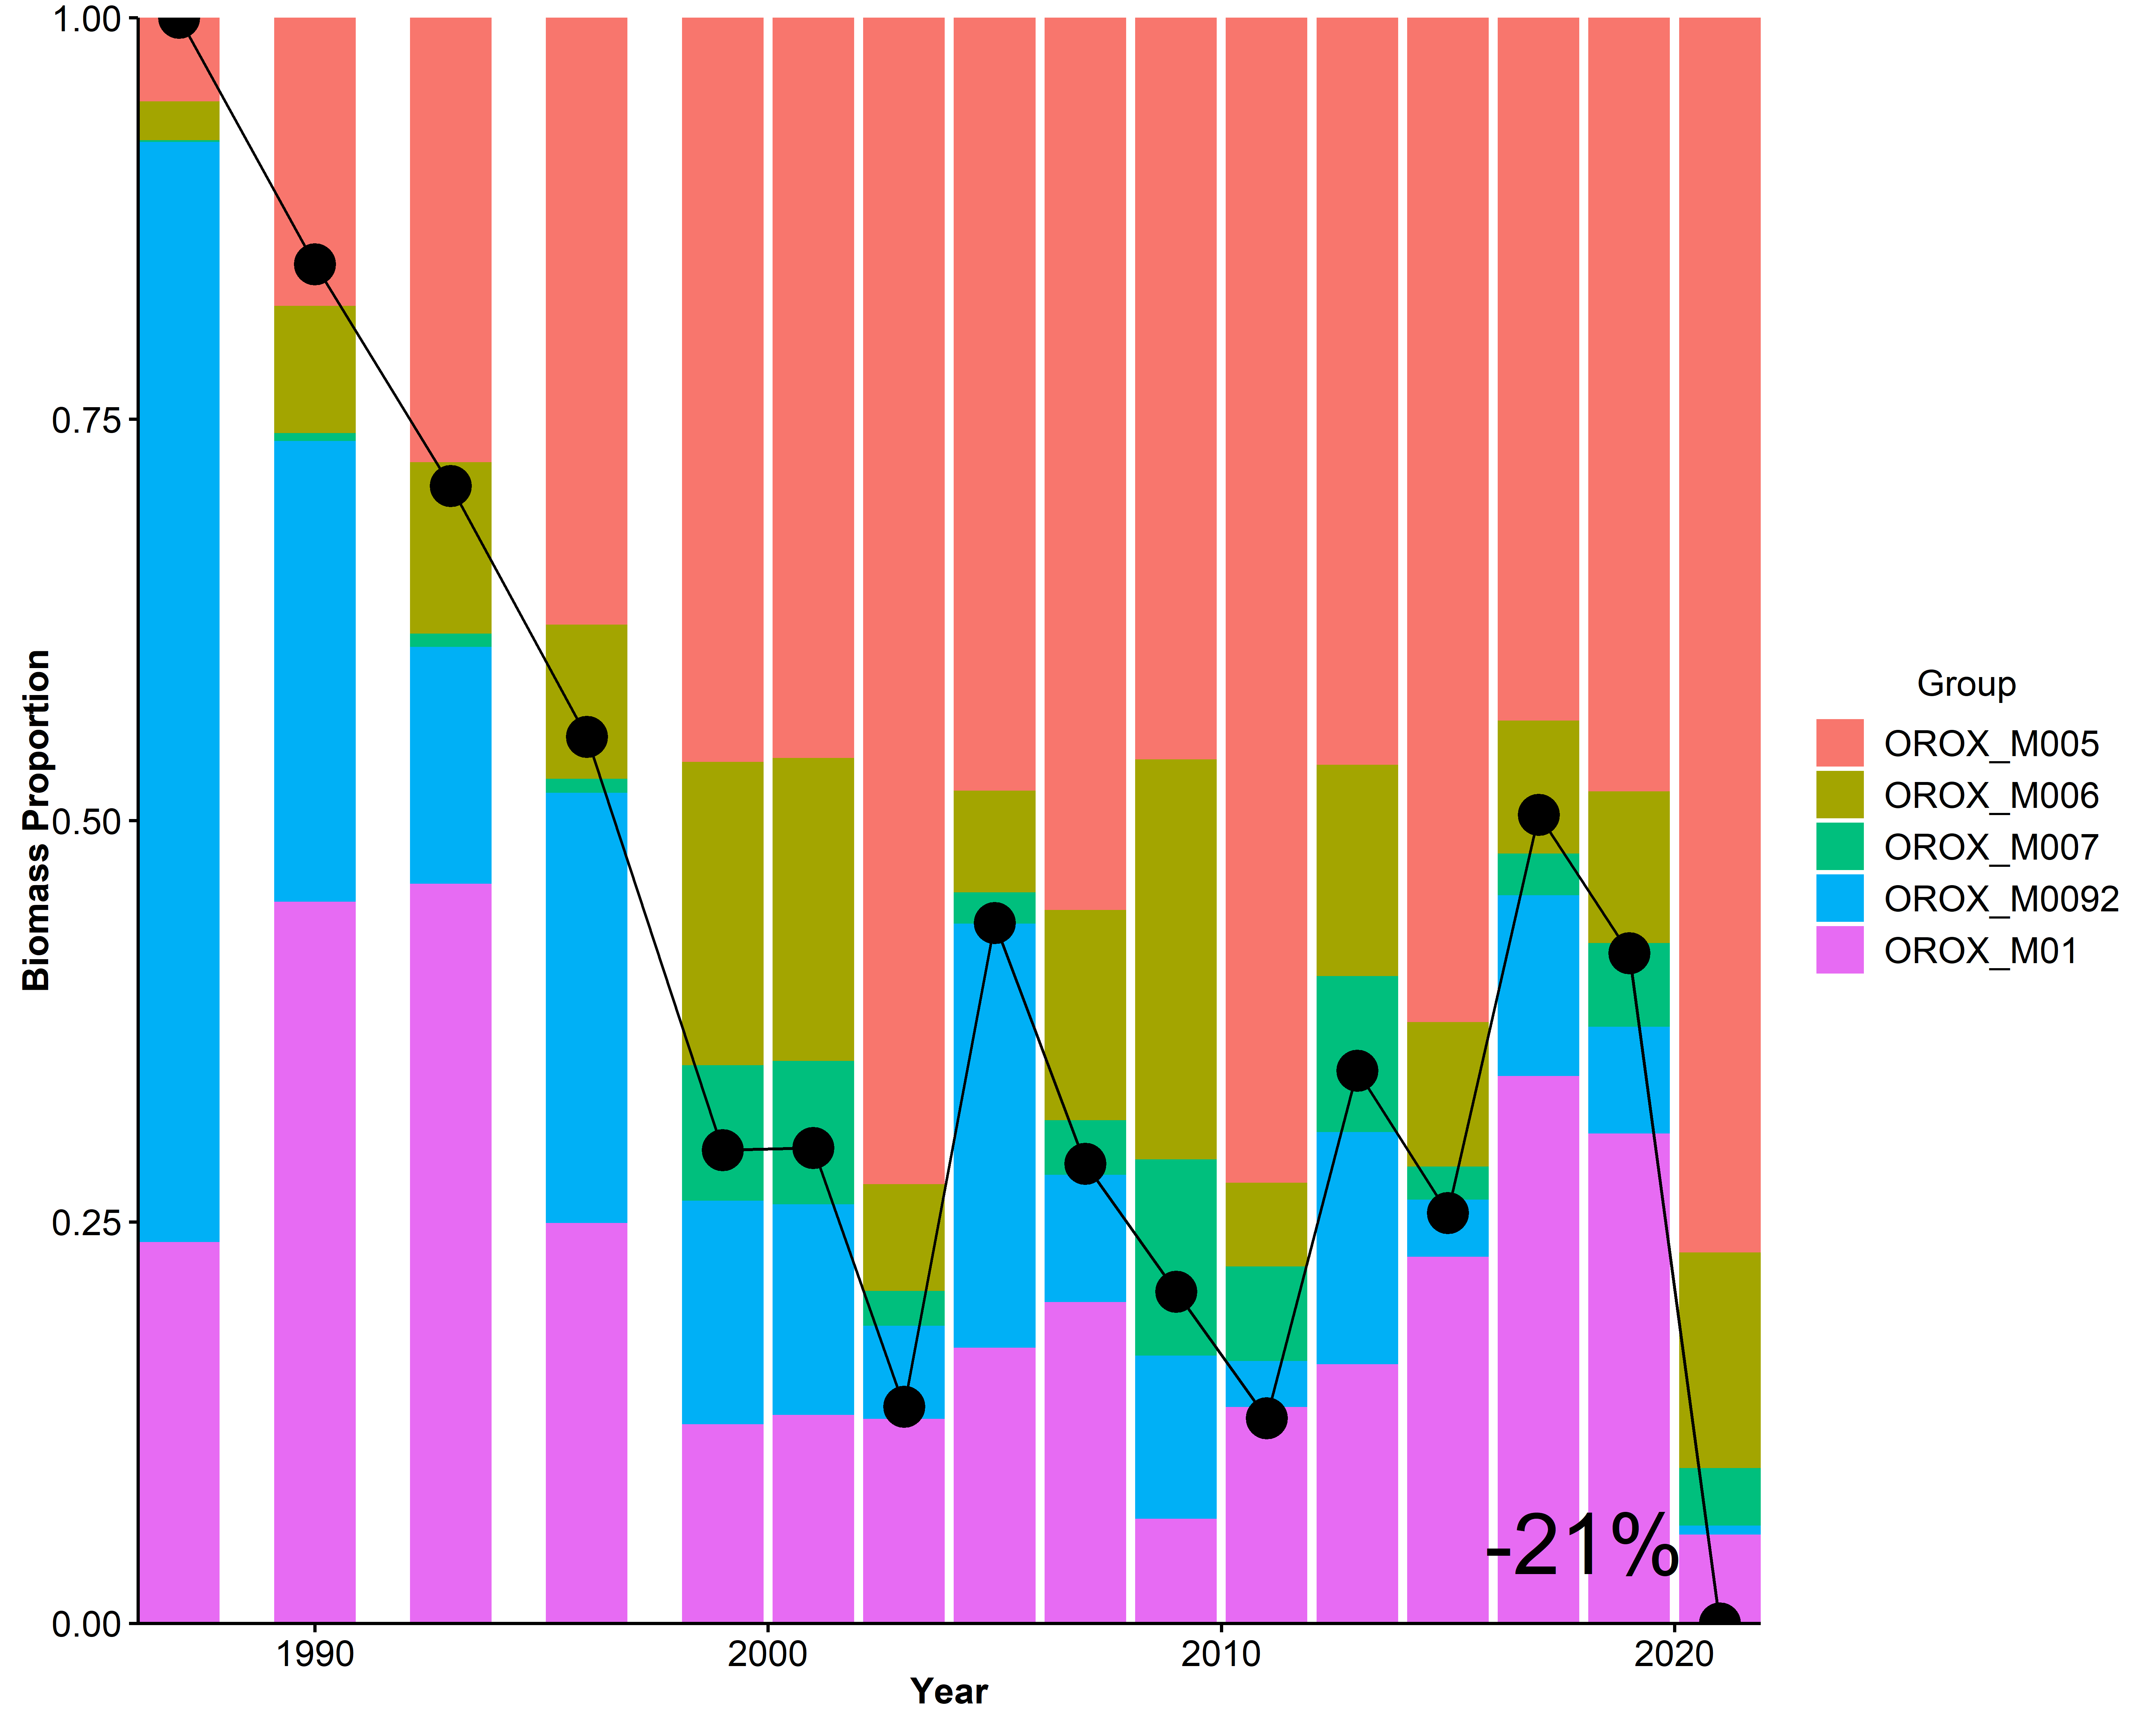 1.00
0.75
0.50
0.25
0.00
Biomass Proportion
1990
2000
2010
2020
Year
-21%
Group
OROX_M005
OROX_M006
OROX_M007
OROX_M0092
OROX_M01